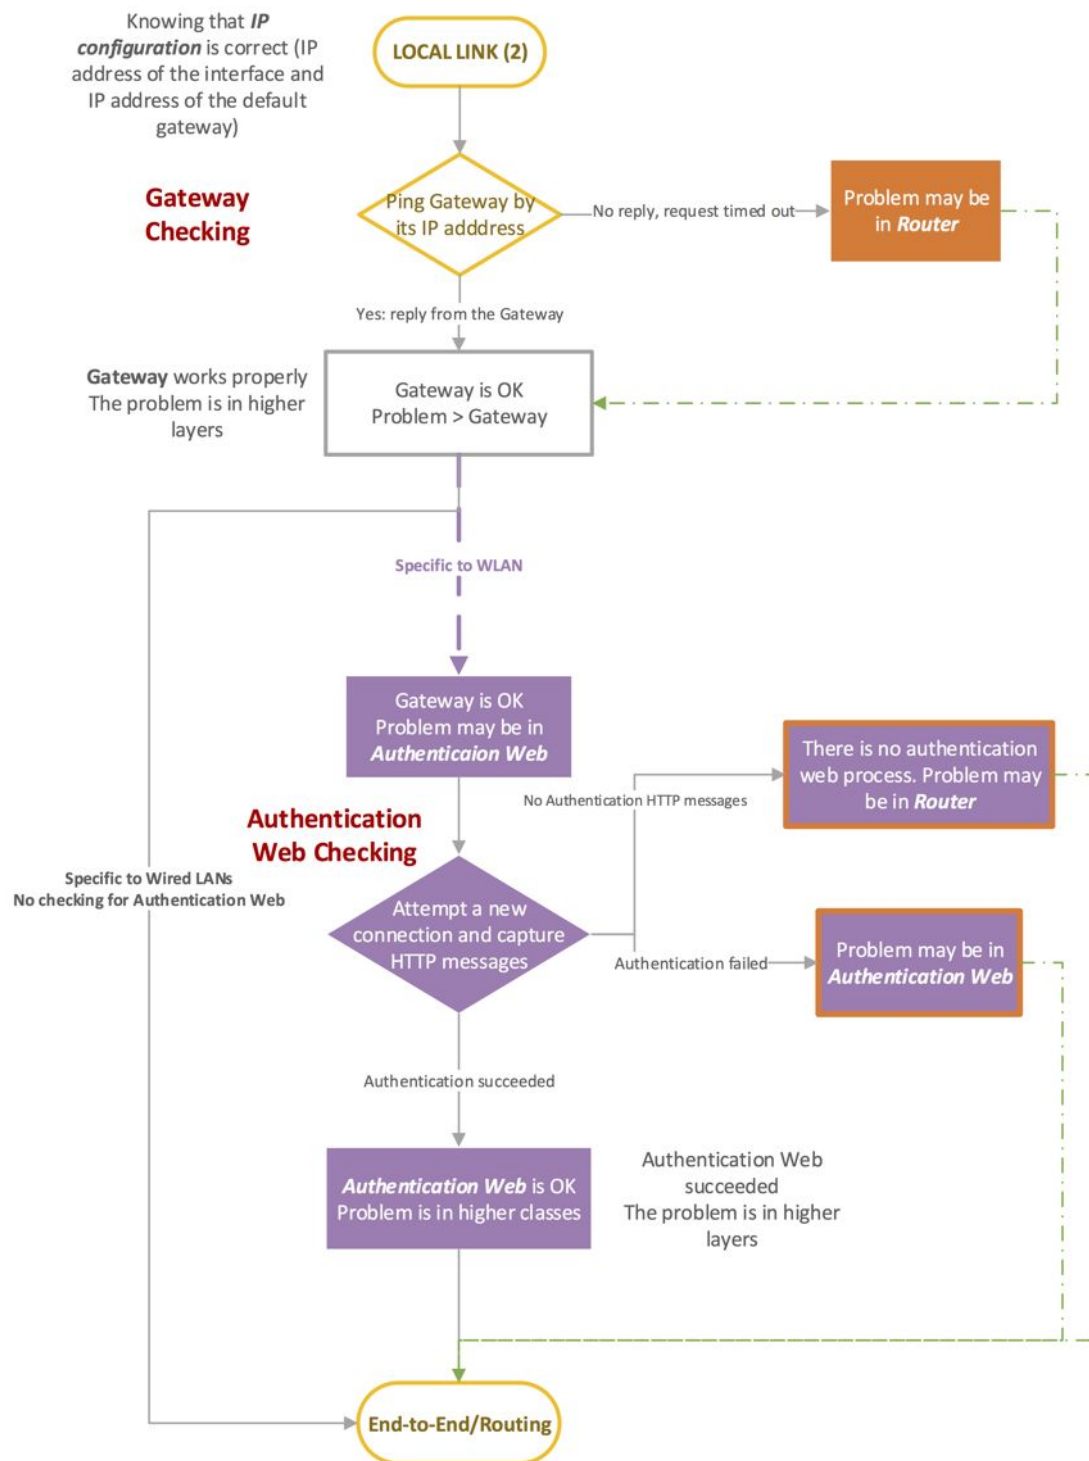 Knowing that IP
configuration is correct (IP
address of the interface and
IP address of the default
gateway)
LOCAL LINK (2)
Gateway
Checking
Ping Gateway by
its IP adddress
No reply, request timed out
Problem may be
in Router
Yes: reply from the Gateway
Gateway works properly
The problem is in higher
layers
Gateway is OK
Problem > Gateway
Specific to WLAN
Gateway is OK
Problem may be in
Authenticaion Web
There is no authentication
web process. Problem may
be in Router
No Authentication HTTP messages
Authentication
Web Checking
Specific to Wired LANs
No checking for Authentication Web
Attempt a new
connection and capture
HTTP messages
Authentication failed
Problem may be in
Authentication Web
Authentication succeeded
Authentication Web is OK
Problem is in higher classes
Authentication Web
succeeded
The problem is in higher
layers
End-to-End/Routing